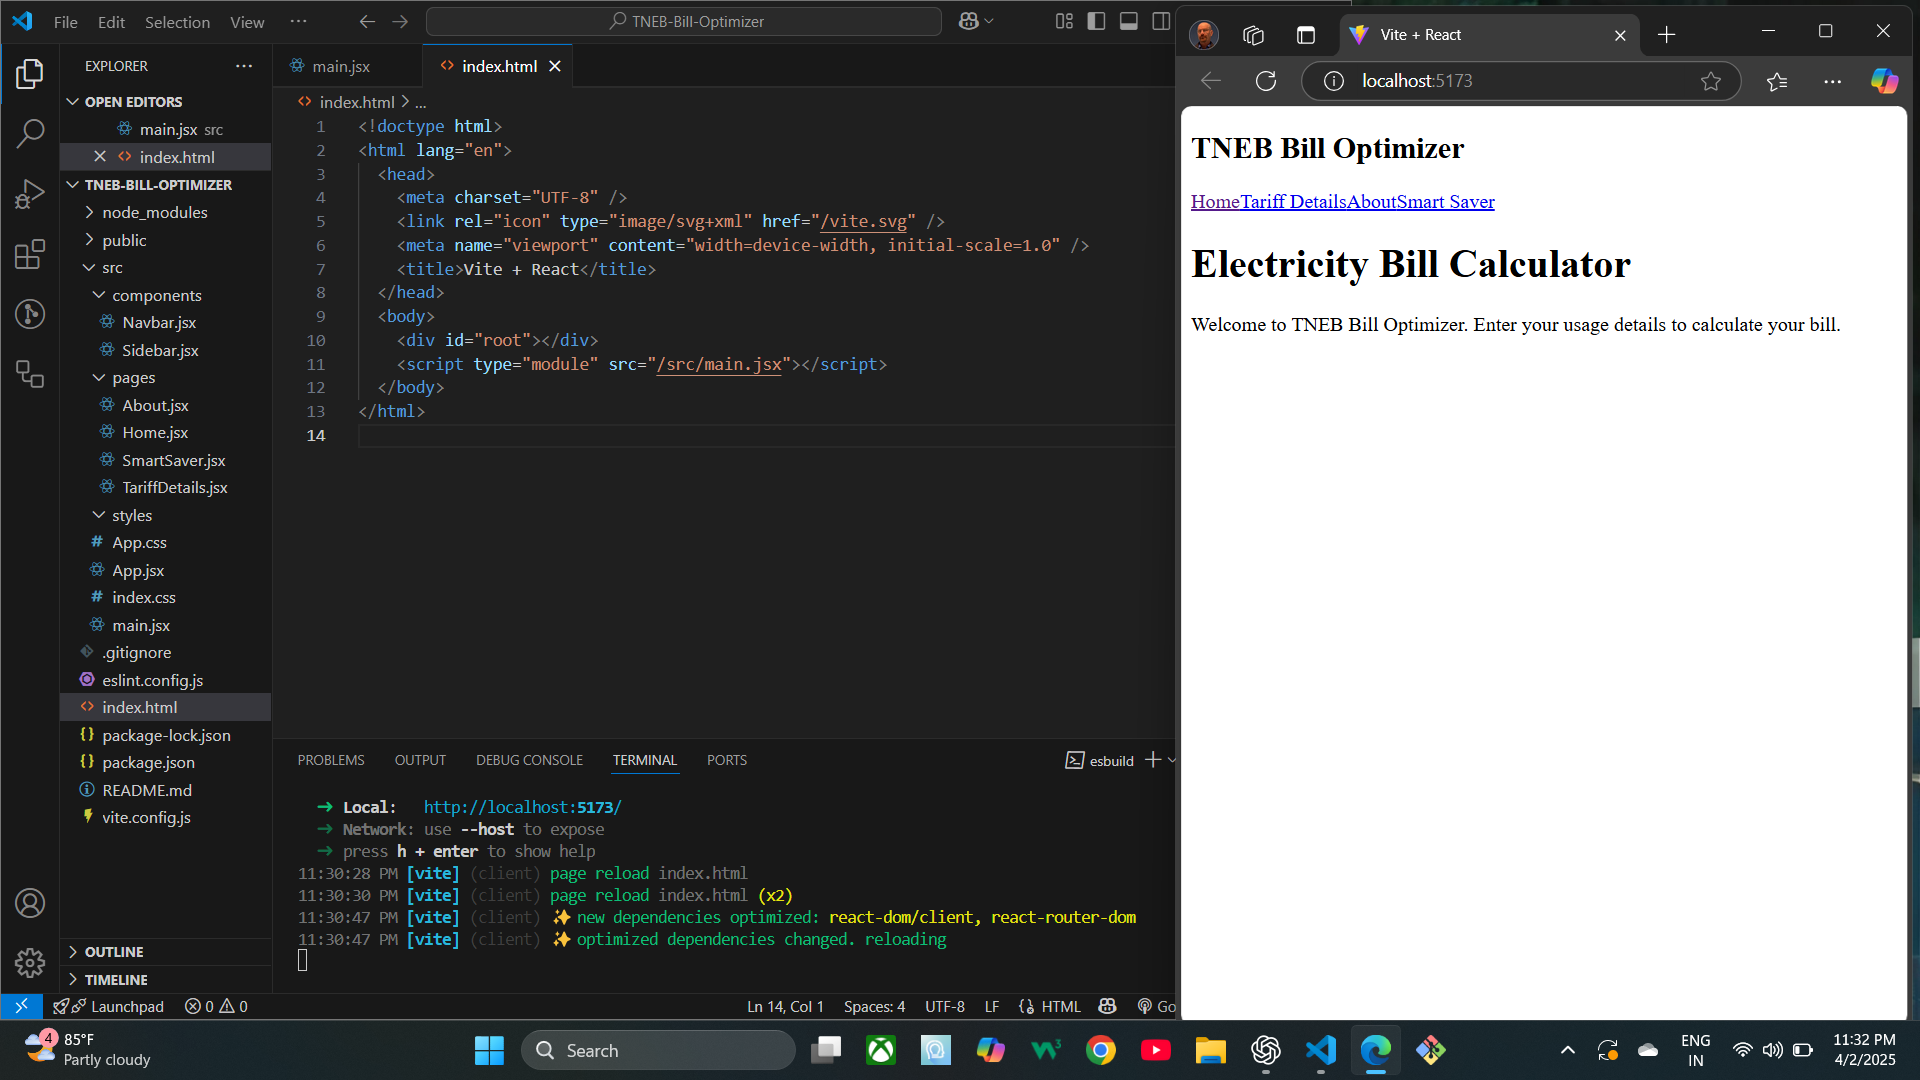 File Edit Selection View ...
TNEB-Bill-Optimizer
EXPLORER
OPEN EDITORS
main.jsx src
index.html
TNEB-BILL-OPTIMIZER
node_modules
public
src
components
Navbar.jsx
Sidebar.jsx
pages
About.jsx
Home.jsx
SmartSaver.jsx
TariffDetails.jsx
styles
App.css
App.jsx
index.css
main.jsx
.gitignore
eslint.config.js
index.html
package-lock.json
package.json
README.md
vite.config.js
OUTLINE
TIMELINE
main.jsx
index.html
index.html > ...
1 <!doctype html>
2 <html lang="en">
3 <head>
4 <meta charset="UTF-8" />
5 <link rel="icon" type="image/svg+xml" href="/vite.svg" />
6 <meta name="viewport" content="width=device-width, initial-scale=1.0" />
7 <title>Vite + React</title>
8 </head>
9 <body>
10 <div id="root"></div>
11 <script type="module" src="/src/main.jsx"></script>
12 </body>
13 </html>
14
PROBLEMS OUTPUT DEBUG CONSOLE TERMINAL PORTS
esbuild
➜ Local: http://localhost:5173/
➜ Network: use --host to expose
➜ press h + enter to show help
11:30:28 PM [vite] (client) page reload index.html
11:30:30 PM [vite] (client) page reload index.html (x2)
11:30:47 PM [vite] (client) ✨ new dependencies optimized: react-dom/client, react-router-dom
11:30:47 PM [vite] (client) ✨ optimized dependencies changed. reloading
Launchpad 0 0
Ln 14, Col 1 Spaces: 4 UTF-8 LF HTML Go
Vite + React
localhost:5173
TNEB Bill Optimizer
HomeTariff DetailsAboutSmart Saver
Electricity Bill Calculator
Welcome to TNEB Bill Optimizer. Enter your usage details to calculate your bill.
4
85°F
Partly cloudy
Search
ENG
IN
11:32 PM
4/2/2025